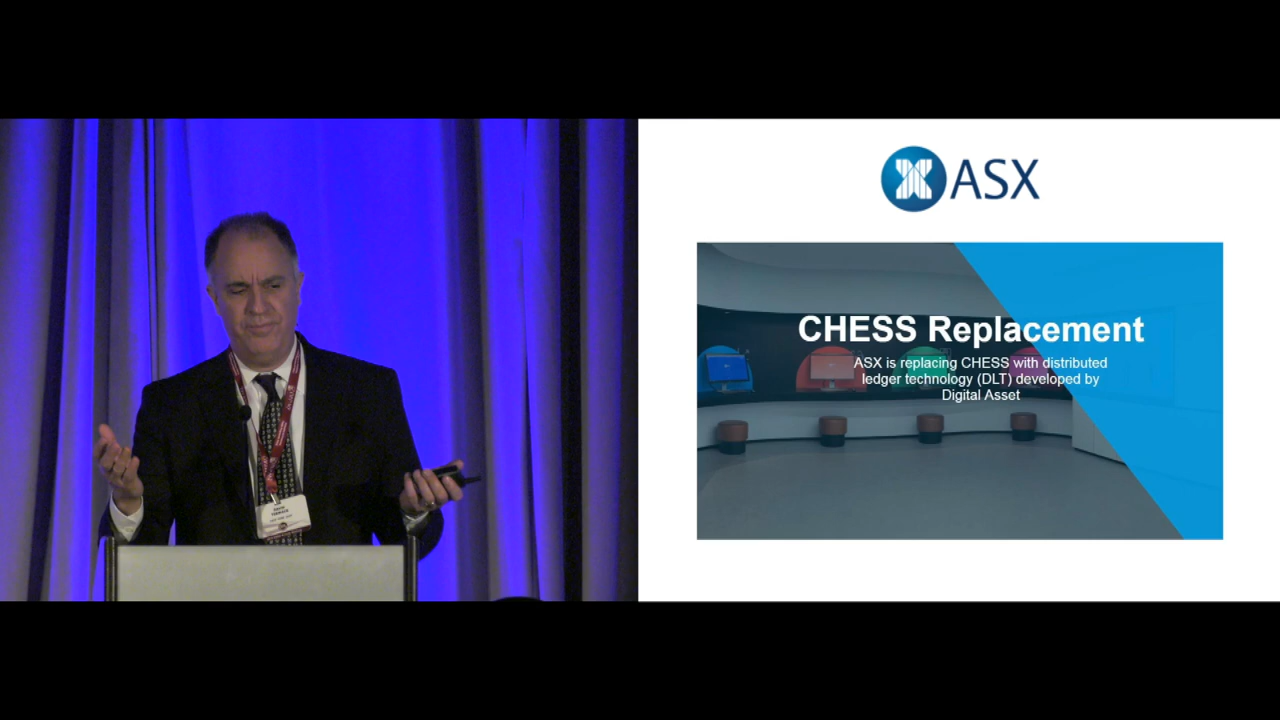 ASX
CHESS Replacement
ASX is replacing CHESS with distributed
ledger technology (DLT) developed by
Digital Asset